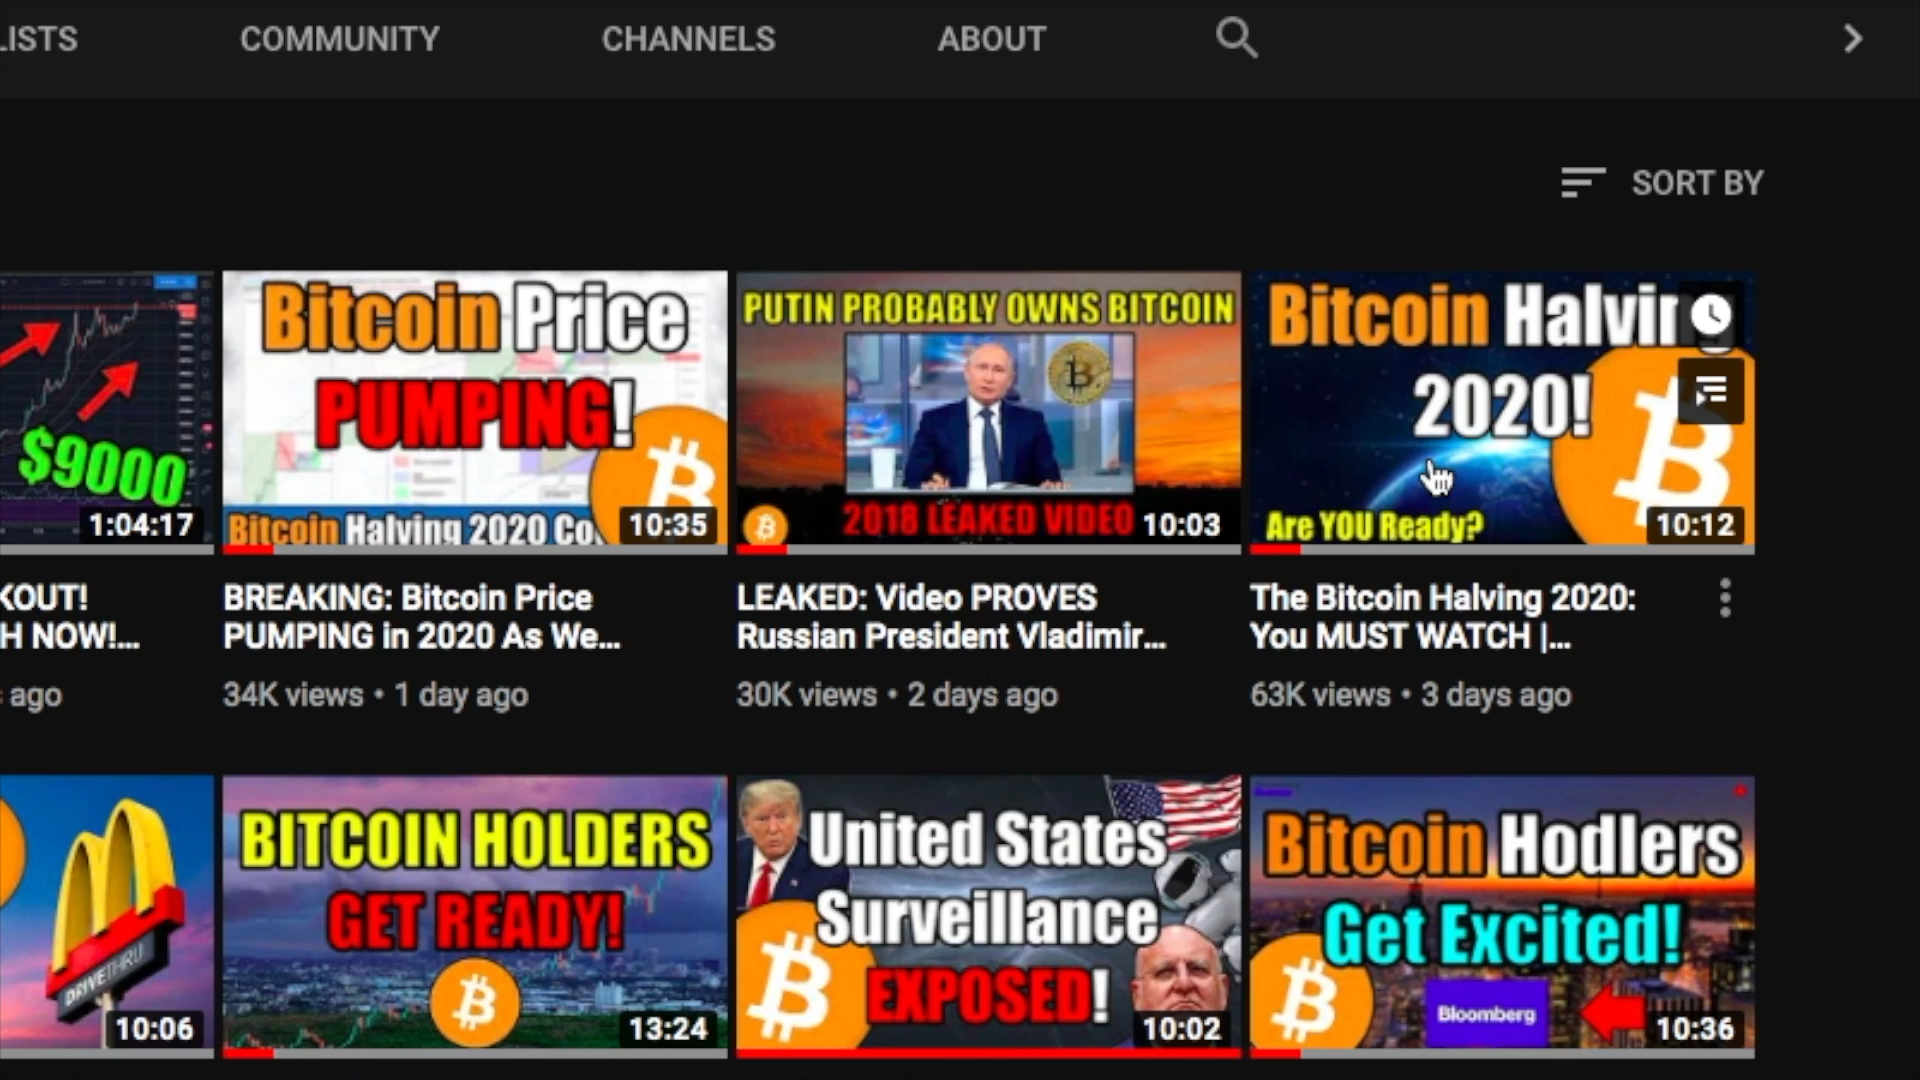 LISTS
COMMUNITY
CHANNELS
ABOUT
SORT BY
$9000
1:04:17
Bitcoin Price
PUMPING!
Bitcoin Halving 2020 Co
10:35
PUTIN PROBABLY OWNS BITCOIN
2018 LEAKED VIDEO
10:03
Bitcoin Halvin
2020!
Are YOU Ready?
10:12
KOUT!
H NOW!...
ago
BREAKING: Bitcoin Price
PUMPING in 2020 As We...
34K views • 1 day ago
LEAKED: Video PROVES
Russian President Vladimir...
30K views • 2 days ago
The Bitcoin Halving 2020:
You MUST WATCH |...
63K views • 3 days ago
DRIVE THRU
10:06
BITCOIN HOLDERS
GET READY!
13:24
United States
Surveillance
EXPOSED!
10:02
Bitcoin Hodlers
Get Excited!
Bloomberg
10:36